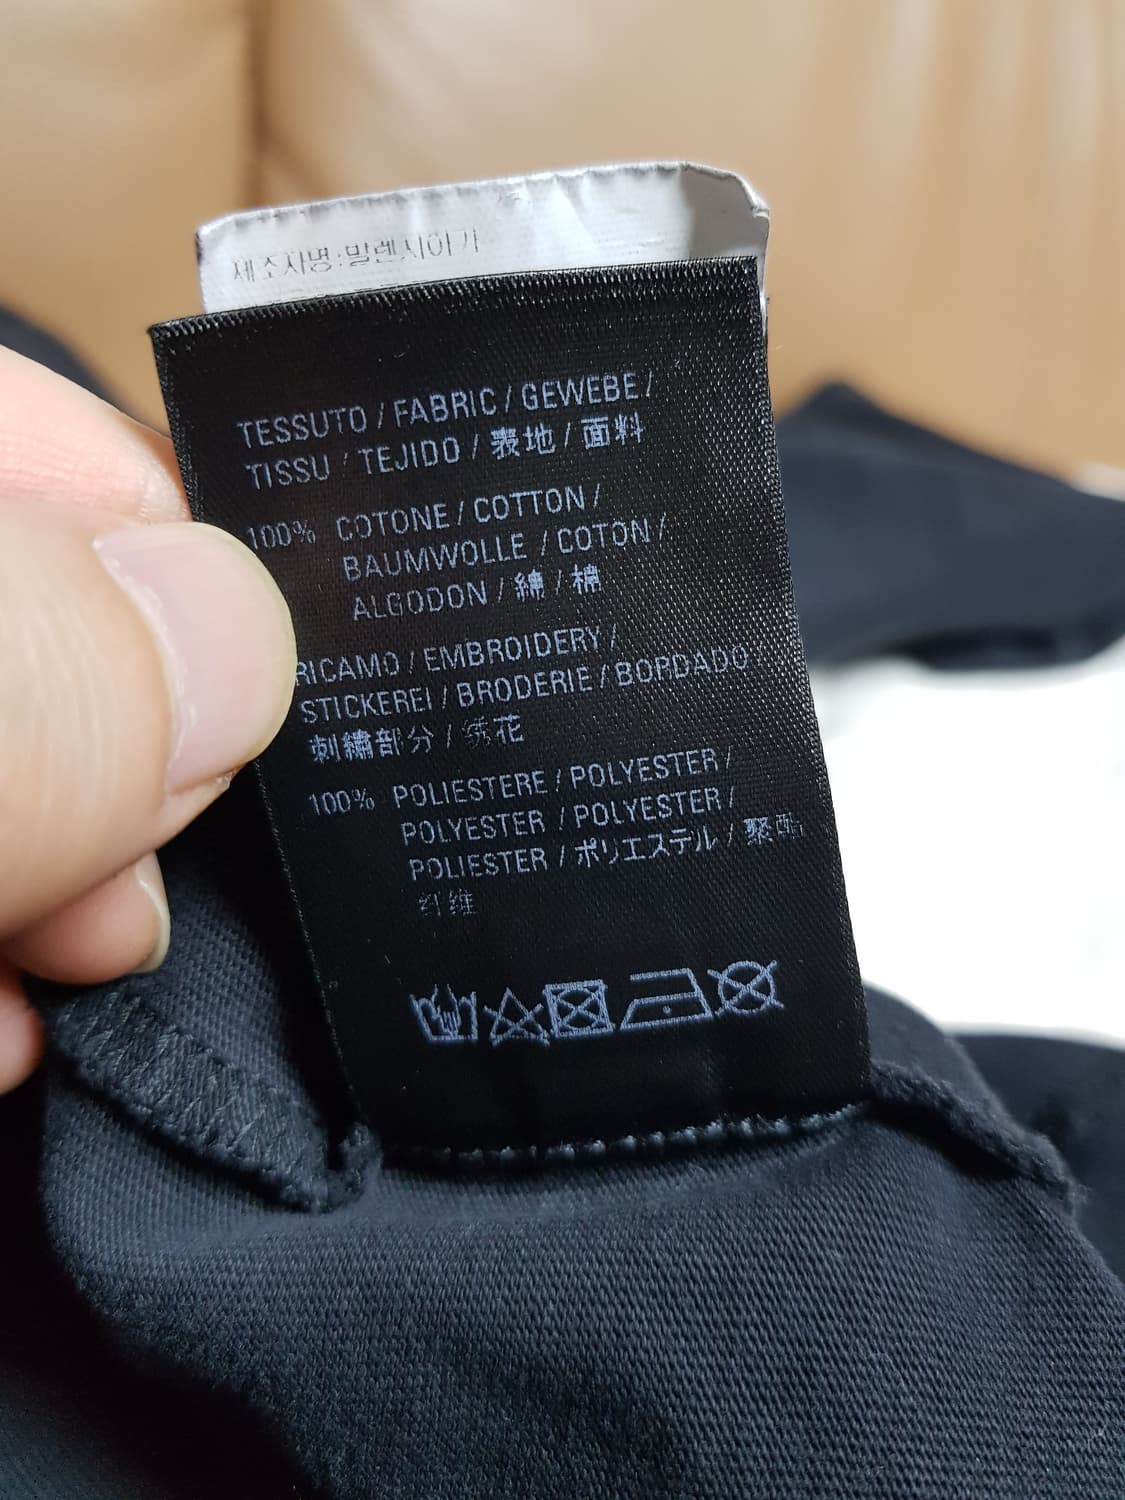 제조자명:발렌시아가
TESSUTO / FABRIC / GEWEBE /
TISSU / TEJIDO / 表地 / 面料
100% COTONE / COTTON /
BAUMWOLLE / COTON /
ALGODON / 綿 / 棉
RICAMO / EMBROIDERY /
STICKEREI / BRODERIE / BORDADO
刺繍部分 / 绣花
100% POLIESTERE / POLYESTER /
POLYESTER / POLYESTER /
POLIESTER / ポリエステル / 聚酯
纤维